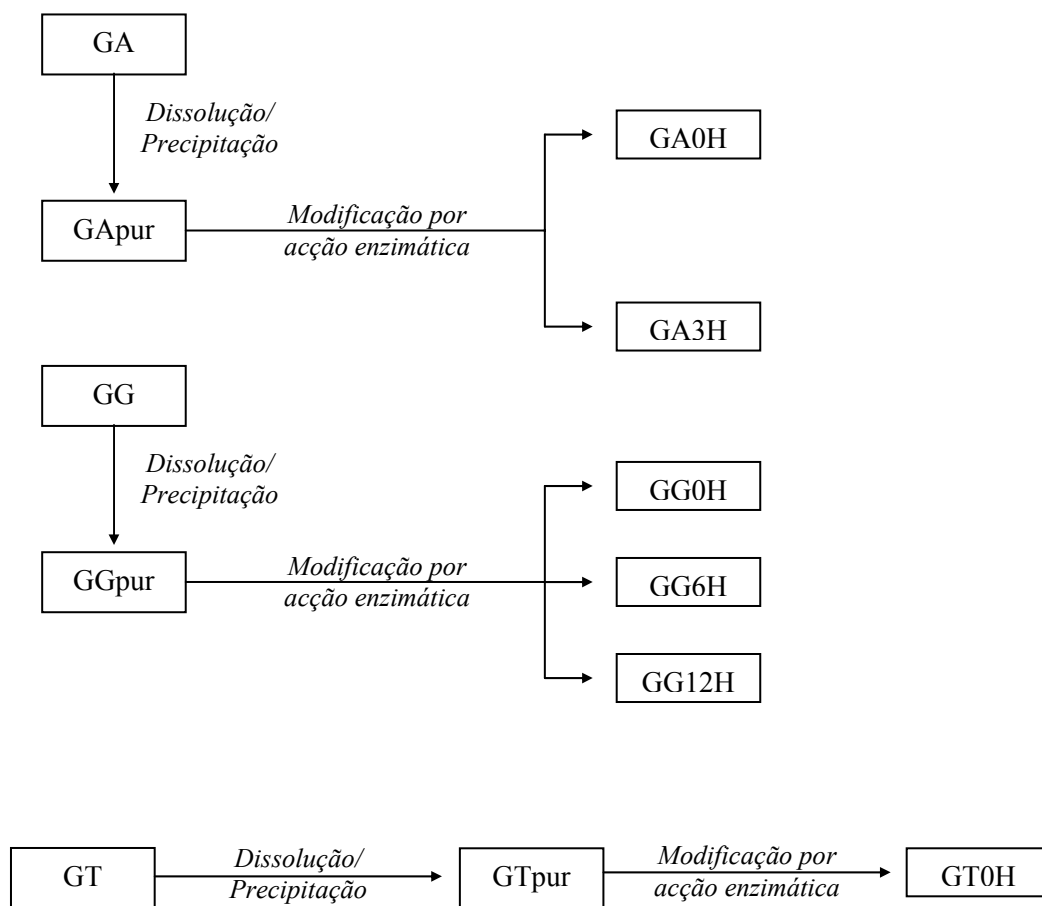 GA
Dissolução/
Precipitação
GA0H
GApur
Modificação por
acção enzimática
GA3H
GG
Dissolução/
Precipitação
GG0H
GGpur
Modificação por
acção enzimática
GG6H
GG12H
GT
Dissolução/
Precipitação
GTpur
Modificação por
acção enzimática
GT0H